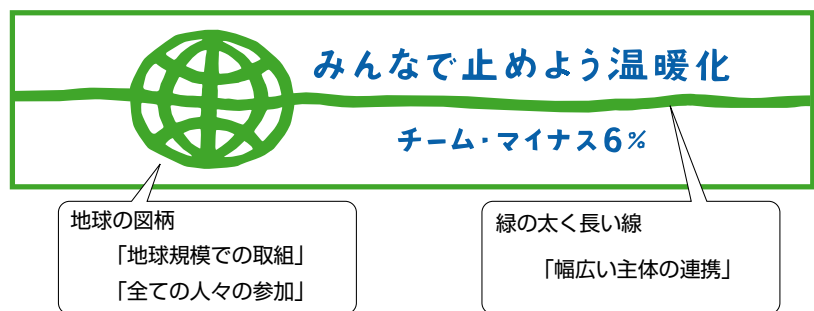 みんなで止めよう温暖化
チーム・マイナス6%
地球の図柄
「地球規模での取組」
「全ての人々の参加」
緑の太く長い線
「幅広い主体の連携」